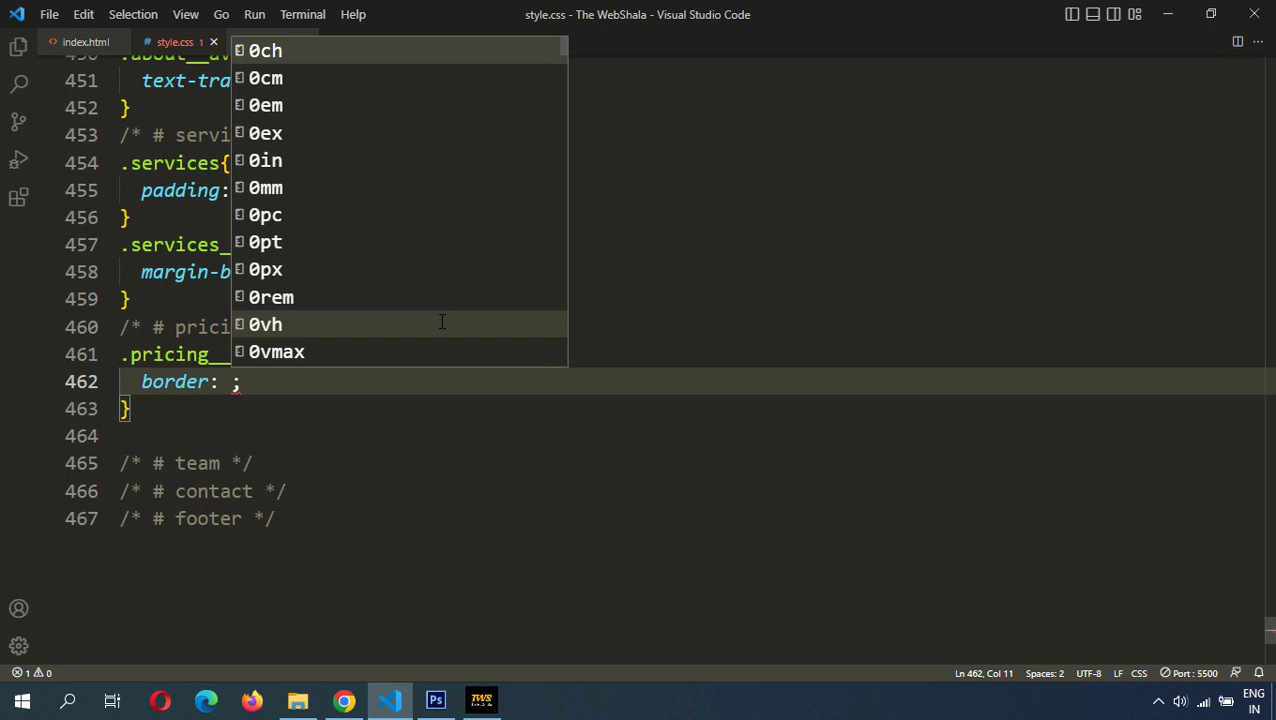 File Edit Selection View Go Run Terminal Help
style.css - The WebShala - Visual Studio Code
index.html
style.css 1
0ch
0cm
0em
0ex
0in
0mm
0pc
0pt
0px
0rem
0vh
0vmax
451 text-tra
452 }
453 /* # servi
454 .services{
455 padding:
456 }
457 .services_
458 margin-b
459 }
460 /* # prici
461 .pricing__
462 border: ;
463 }
464
465 /* # team */
466 /* # contact */
467 /* # footer */
1 0
Ln 462, Col 11 Spaces: 2 UTF-8 LF CSS Port: 5500
Ps
TWS
ENG
IN